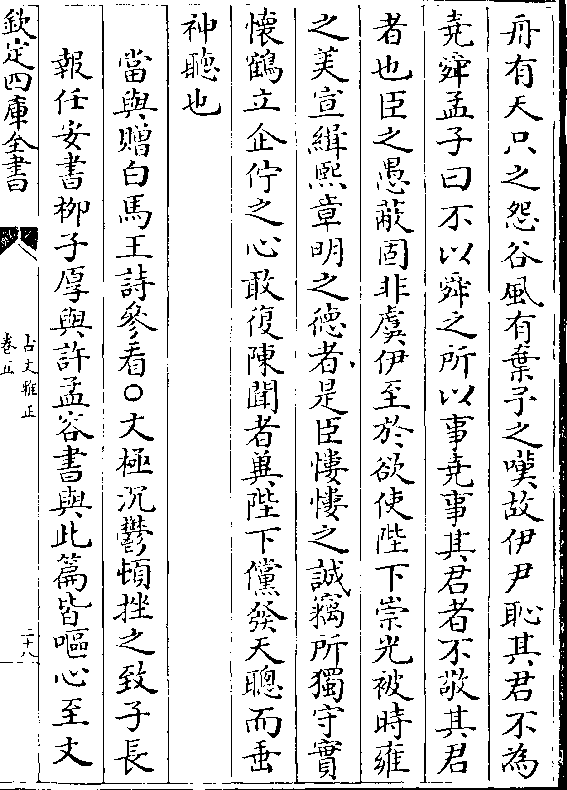 舟有天只之怨谷風有棄予之嘆故伊尹恥其君不為
堯舜孟子曰不以舜之所以事堯事其君者不敬其君
者也臣之愚蔽固非虞伊至於欲使陛下崇光被時雍
之美宣緝熙章明之德者是臣悽悽之誠竊所獨守實
懷鶴立企佇之心敢復陳聞者兾陛下儻發天聰而垂
神聽也
當與贈白馬王詩參看○文極沉鬱頓挫之致子長
報任安書栁子厚與許孟容書與此篇皆嘔心至文
欽定四庫全書
古文雅正
卷五
二十八